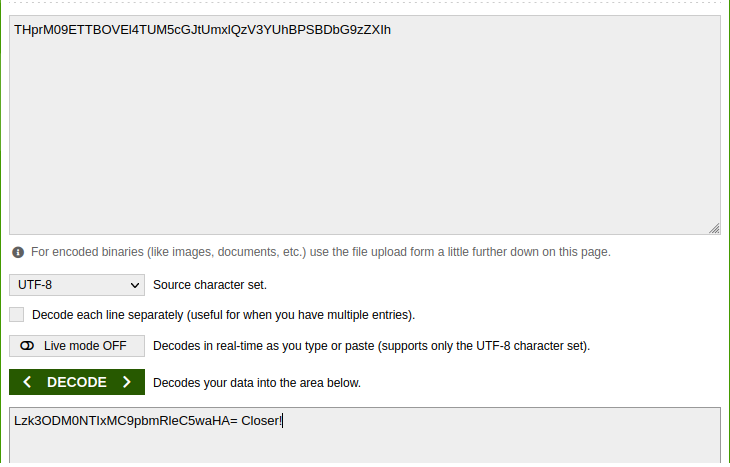 THprM09ETTBOVEl4TUM5cGJtUmxlQzV3YUhBPSBDbG9zZXIh
For encoded binaries (like images, documents, etc.) use the file upload form a little further down on this page.
UTF-8 Source character set.
Decode each line separately (useful for when you have multiple entries).
Live mode OFF Decodes in real-time as you type or paste (supports only the UTF-8 character set).
DECODE Decodes your data into the area below.
Lzk3ODM0NTIxMC9pbmRleC5waHA= Closer!